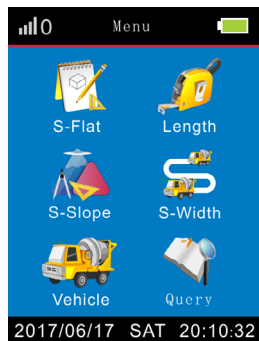 0 Menu
S-Flat Length
S-Slope S-Width
Vehicle Query
2017/06/17 SAT 20:10:32